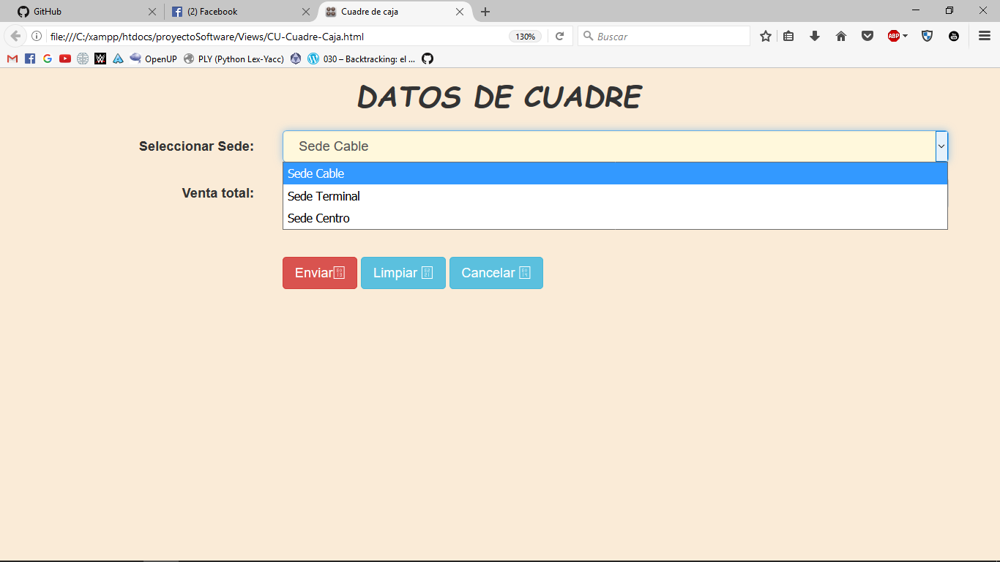 GitHub
(2) Facebook
Cuadre de caja
file:///C:/xampp/htdocs/proyectoSoftware/Views/CU-Cuadre-Caja.html
130%
Buscar
ABP
OpenUP
PLY (Python Lex-Yacc)
030 – Backtracking: el ...
DATOS DE CUADRE
Seleccionar Sede:
Sede Cable
Sede Cable
Venta total:
Sede Terminal
Sede Centro
Enviar
Limpiar
Cancelar